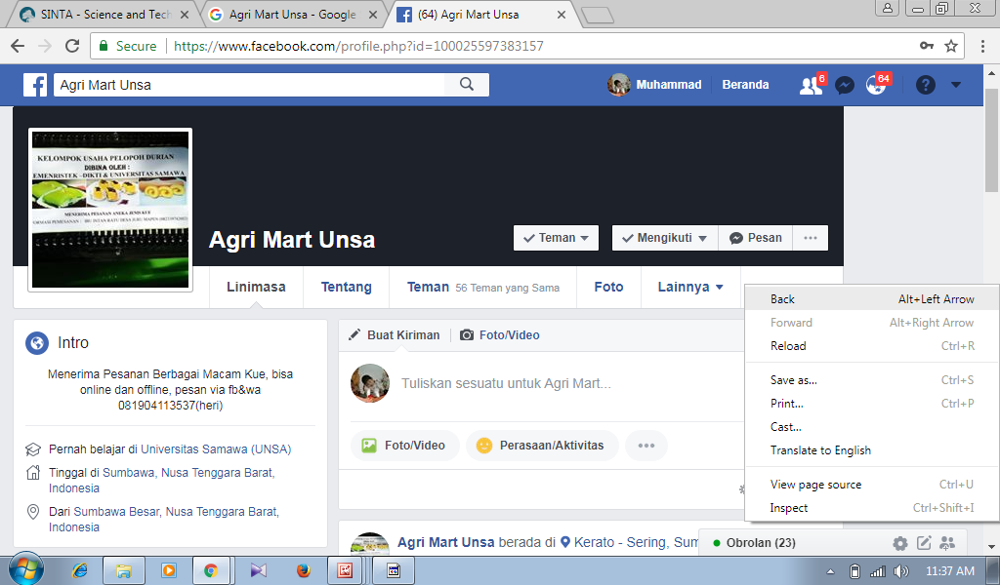 SINTA - Science and Tech
Agri Mart Unsa - Google
(64) Agri Mart Unsa
Secure
https://www.facebook.com/profile.php?id=100025597383157
Agri Mart Unsa
Muhammad
Beranda
6
64
KELOMPOK USAHA PELOPOH DURIAN
DIBINA OLEH :
EMENRISTEK - DIKTI & UNIVERSITAS SAMAWA
MENERIMA PESANAN ANEKA JENIS KUE
Agri Mart Unsa
Teman
Mengikuti
Pesan
Linimasa
Tentang
Teman 56 Teman yang Sama
Foto
Lainnya
Intro
Menerima Pesanan Berbagai Macam Kue, bisa
online dan offline, pesan via fb&wa
081904113537(heri)
Pernah belajar di Universitas Samawa (UNSA)
Tinggal di Sumbawa, Nusa Tenggara Barat,
Indonesia
Dari Sumbawa Besar, Nusa Tenggara Barat,
Indonesia
Buat Kiriman
Foto/Video
Tuliskan sesuatu untuk Agri Mart...
Foto/Video
Perasaan/Aktivitas
Agri Mart Unsa berada di Kerato - Sering, Sum
Back Alt+Left Arrow
Forward Alt+Right Arrow
Reload Ctrl+R
Save as... Ctrl+S
Print... Ctrl+P
Cast...
Translate to English
View page source Ctrl+U
Inspect Ctrl+Shift+I
Obrolan (23)
11:37 AM